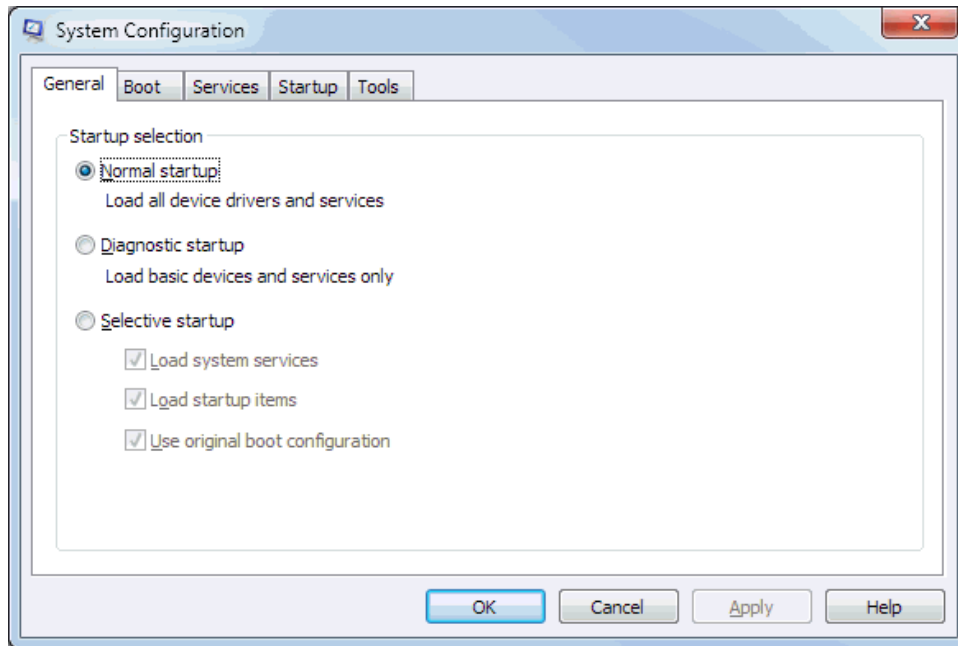 System Configuration
General Boot Services Startup Tools
Startup selection
Normal startup
Load all device drivers and services
Diagnostic startup
Load basic devices and services only
Selective startup
Load system services
Load startup items
Use original boot configuration
OK Cancel Apply Help